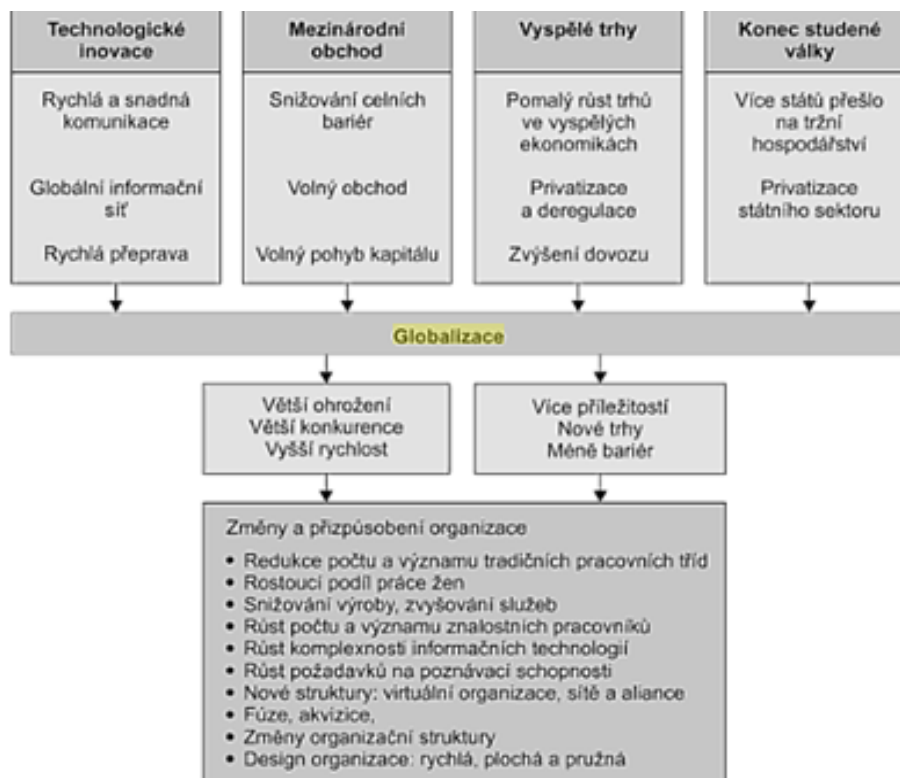 Technologické
inovace
Rychlá a snadná
komunikace
Globální informační
síť
Rychlá přeprava
Mezinárodní
obchod
Snižování celních
bariér
Volný obchod
Volný pohyb kapitálu
Vyspělé trhy
Pomalý růst trhů
ve vyspělých
ekonomikách
Privatizace
a deregulace
Zvýšení dovozu
Konec studené
války
Více států přešlo
na tržní
hospodářství
Privatizace
státního sektoru
Globalizace
Větší ohrožení
Větší konkurence
Vyšší rychlost
Více příležitostí
Nové trhy
Méně bariér
Změny a přizpůsobení organizace
• Redukce počtu a významu tradičních pracovních tříd
• Rostoucí podíl práce žen
• Snižování výroby, zvyšování služeb
• Růst počtu a významu znalostních pracovníků
• Růst komplexnosti informačních technologií
• Růst požadavků na poznávací schopnosti
• Nové struktury: virtuální organizace, sítě a aliance
• Fúze, akvizice,
• Změny organizační struktury
• Design organizace: rychlá, plochá a pružná